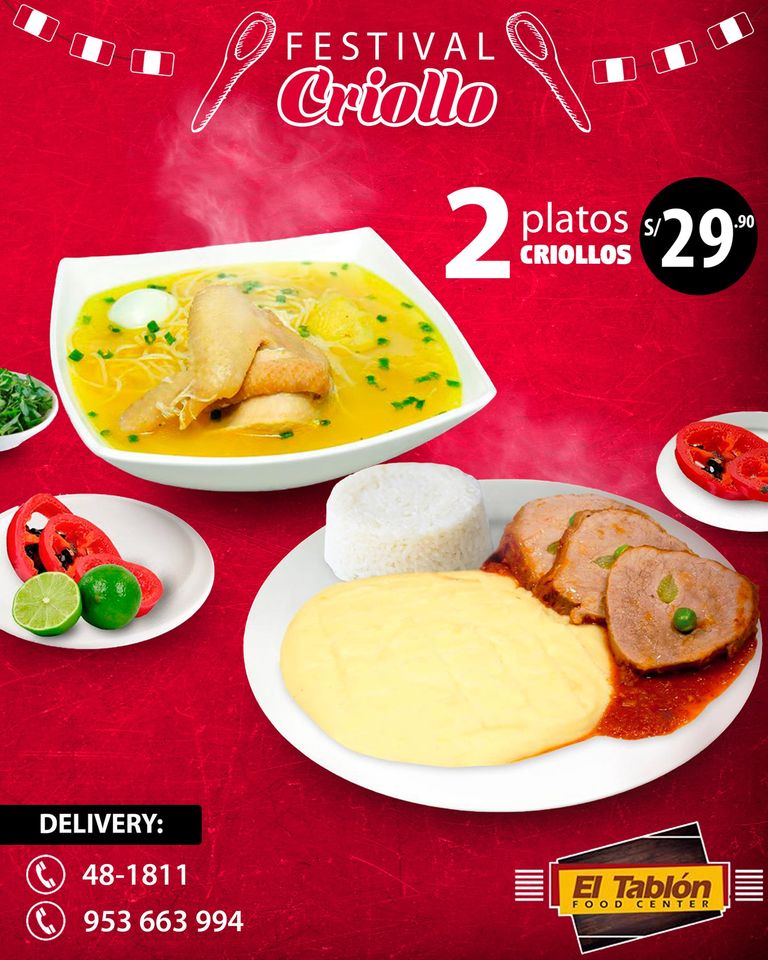 FESTIVAL
Criollo
2 platos
CRIOLLOS
S/29.90
DELIVERY:
48-1811
953 663 994
El Tablón
FOOD CENTER